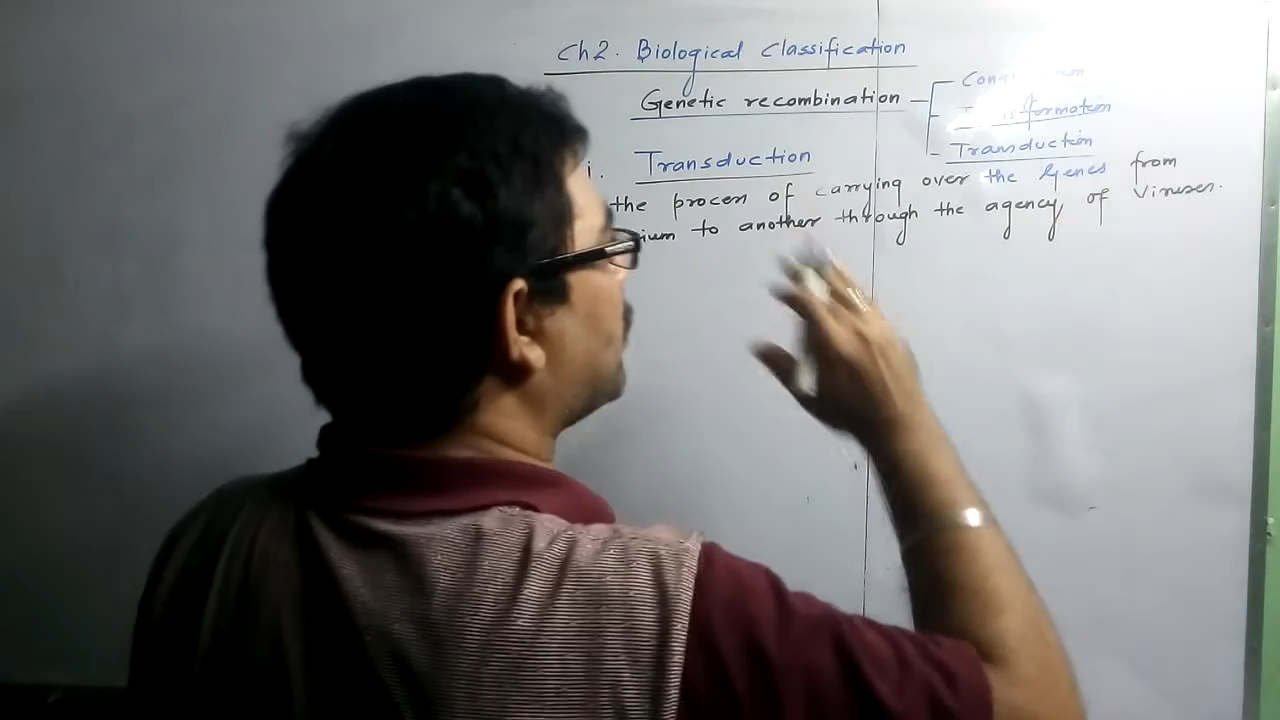 Ch2. Biological Classification
Genetic recombination
Transduction
i. Transduction
the process of carrying over the Genes from
to another through the agency of Viruses.